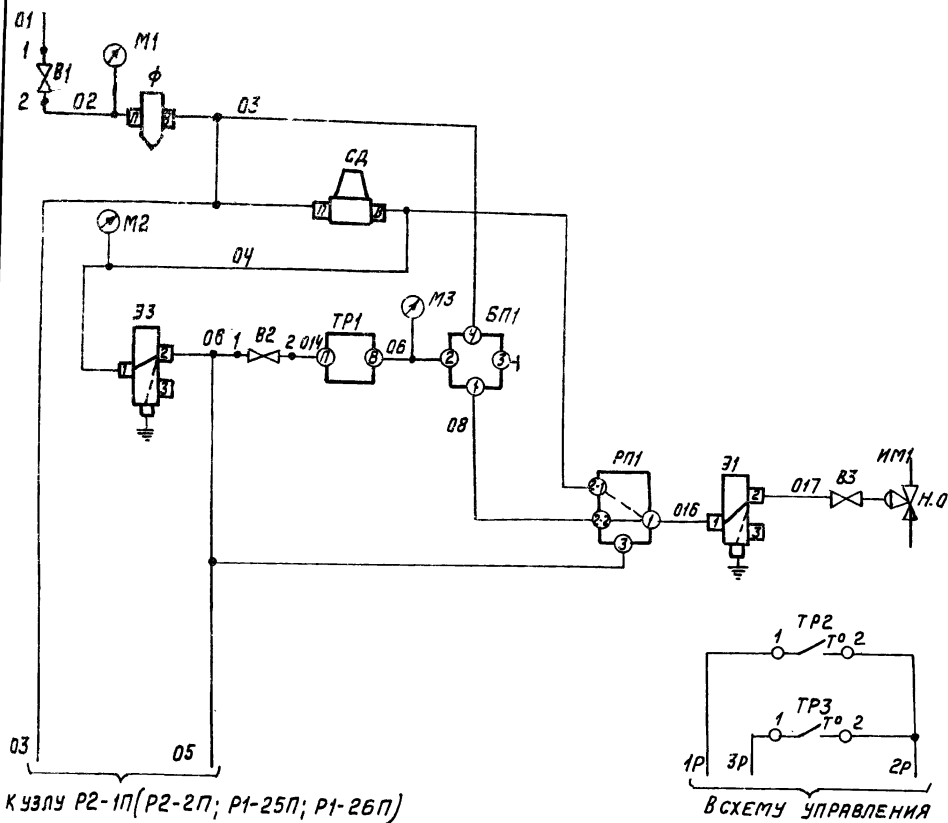 01
1
В1
2
02
М1
Ф
П
В
03
СД
П
В
М2
04
ЭЗ
1
2
3
06
1
В2
2
014
ТР1
П
В
06
М3
БП1
4
2
3
1
08
РП1
2-1
2-2
1
3
016
Э1
1
2
3
017
В3
ИМ1
Н.О
03
05
К УЗЛУ Р2-1П(Р2-2П; Р1-25П; Р1-26П)
ТР2
1
Т° 2
ТР3
1
Т° 2
1Р
3Р
2Р
В СХЕМУ УПРАВЛЕНИЯ